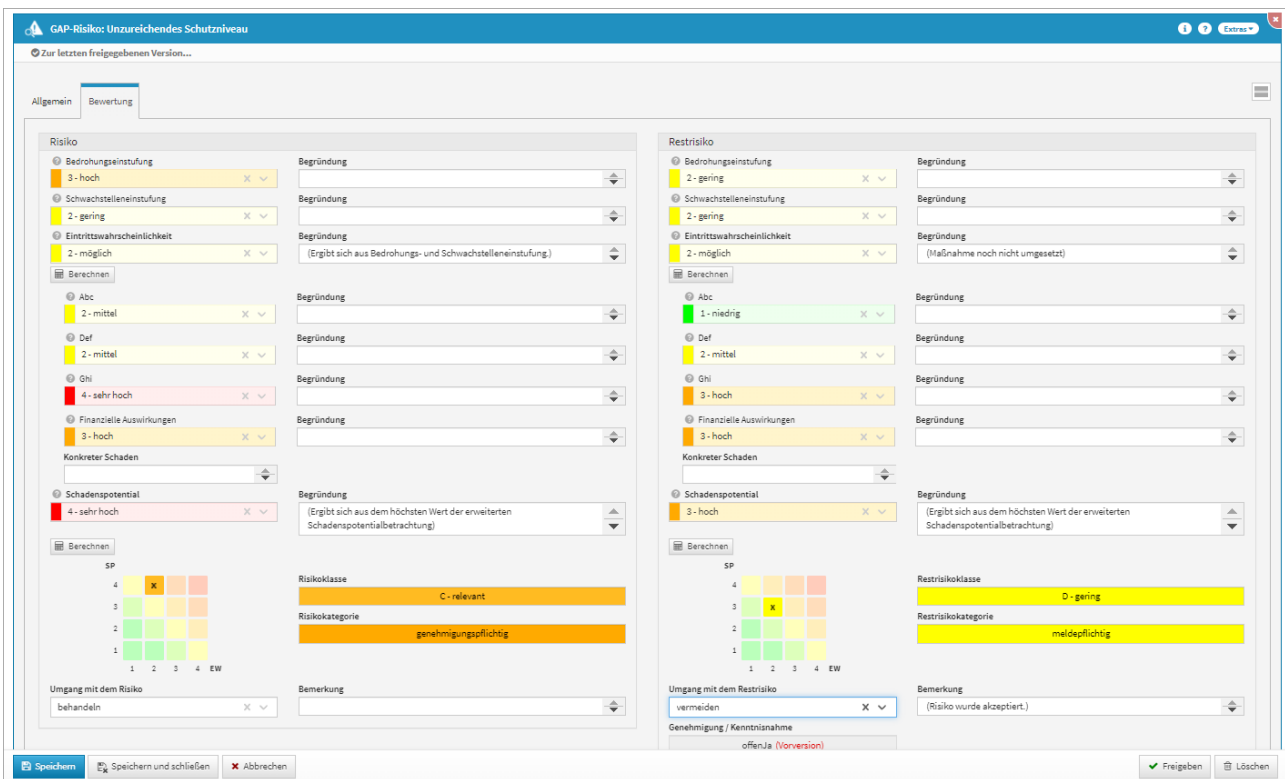 GAP-Risiko: Unzureichendes Schutzniveau
Extras
Zur letzten freigegebenen Version...
Allgemein
Bewertung
Risiko
Bedrohungseinstufung
Begründung
3 - hoch
Schwachstelleneinstufung
Begründung
2 - gering
Eintrittswahrscheinlichkeit
Begründung
2 - möglich
(Ergibt sich aus Bedrohungs- und Schwachstelleneinstufung.)
Berechnen
Abc
Begründung
2 - mittel
Def
Begründung
2 - mittel
Ghi
Begründung
4 - sehr hoch
Finanzielle Auswirkungen
Begründung
3 - hoch
Konkreter Schaden
Schadenspotential
Begründung
4 - sehr hoch
(Ergibt sich aus dem höchsten Wert der erweiterten
Schadenspotentialbetrachtung)
Berechnen
SP
4
X
3
2
1
1 2 3 4 EW
Risikoklasse
C - relevant
Risikokategorie
genehmigungspflichtig
Umgang mit dem Risiko
Bemerkung
behandeln
Restrisiko
Bedrohungseinstufung
Begründung
2 - gering
Schwachstelleneinstufung
Begründung
2 - gering
Eintrittswahrscheinlichkeit
Begründung
2 - möglich
(Maßnahme noch nicht umgesetzt)
Berechnen
Abc
Begründung
1 - niedrig
Def
Begründung
2 - mittel
Ghi
Begründung
3 - hoch
Finanzielle Auswirkungen
Begründung
3 - hoch
Konkreter Schaden
Schadenspotential
Begründung
3 - hoch
(Ergibt sich aus dem höchsten Wert der erweiterten
Schadenspotentialbetrachtung)
Berechnen
SP
4
3
X
2
1
1 2 3 4 EW
Restrisikoklasse
D - gering
Restrisikokategorie
meldepflichtig
Umgang mit dem Restrisiko
Bemerkung
vermeiden
(Risiko wurde akzeptiert.)
Genehmigung / Kenntnisnahme
offenJa (Vorversion)
Speichern
Speichern und schließen
Abbrechen
Freigeben
Löschen